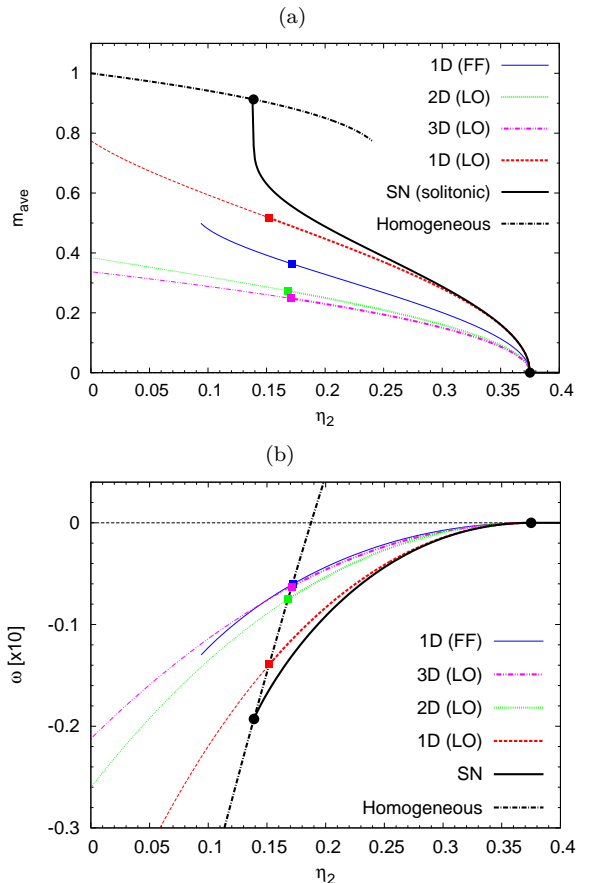 (a)
1D (FF)
2D (LO)
3D (LO)
1D (LO)
SN (solitonic)
Homogeneous
m_ave
1
0.8
0.6
0.4
0.2
0
0 0.05 0.1 0.15 0.2 0.25 0.3 0.35 0.4
η₂
(b)
ω [x10]
0
-0.1
-0.2
-0.3
1D (FF)
3D (LO)
2D (LO)
1D (LO)
SN
Homogeneous
0 0.05 0.1 0.15 0.2 0.25 0.3 0.35 0.4
η₂